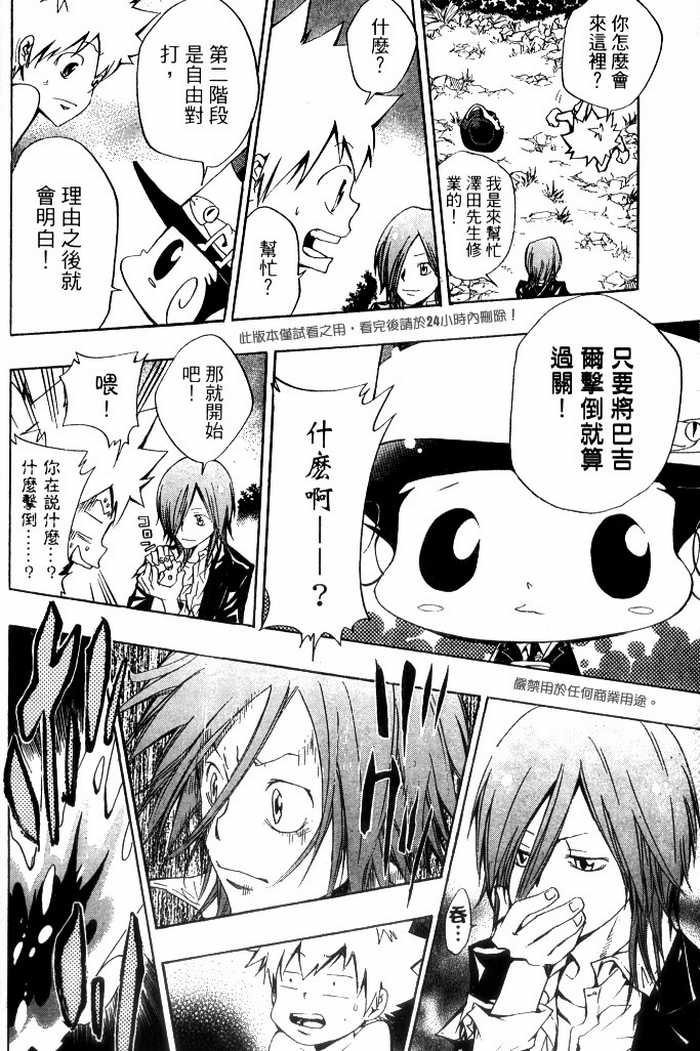 你怎麼會
來這裡？
我是來幫忙
澤田先生修
業的！
什麼？
幫忙？
第二階段
是自由對
打，
理由之後就
會明白！
此版本僅試看之用，看完後請於24小時內刪除！
只要將巴吉
爾擊倒就算
過關！
什麼啊——？
那就開始
吧！
コロン
喂！
你在説什麼…？
什麼擊倒……？
嚴禁用於任何商業用途。
吞…